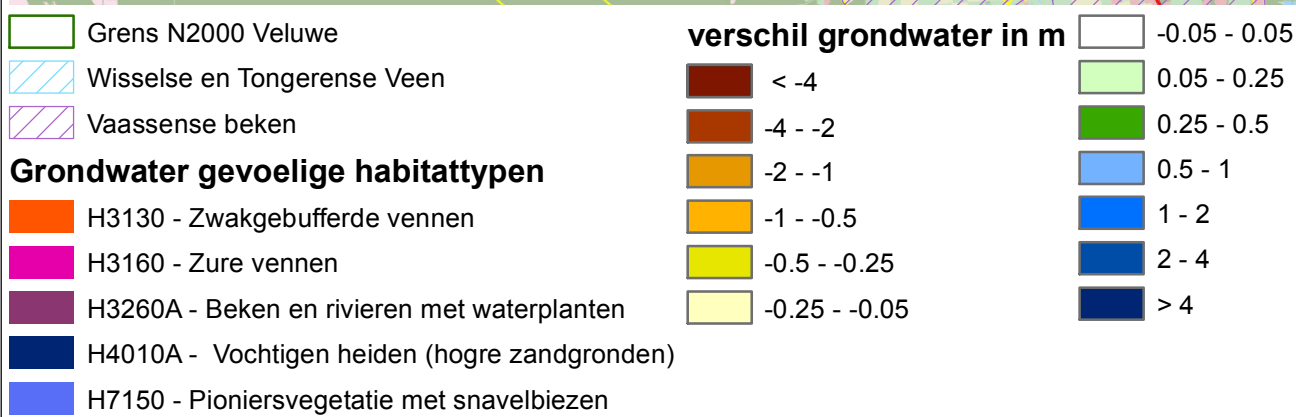 Grens N2000 Veluwe
Wisselse en Tongerense Veen
Vaassense beken
Grondwater gevoelige habitattypen
H3130 - Zwakgebufferde vennen
H3160 - Zure vennen
H3260A - Beken en rivieren met waterplanten
H4010A - Vochtigen heiden (hogre zandgronden)
H7150 - Pioniersvegetatie met snavelbiezen
verschil grondwater in m
< -4
-4 - -2
-2 - -1
-1 - -0.5
-0.5 - -0.25
-0.25 - -0.05
-0.05 - 0.05
0.05 - 0.25
0.25 - 0.5
0.5 - 1
1 - 2
2 - 4
> 4